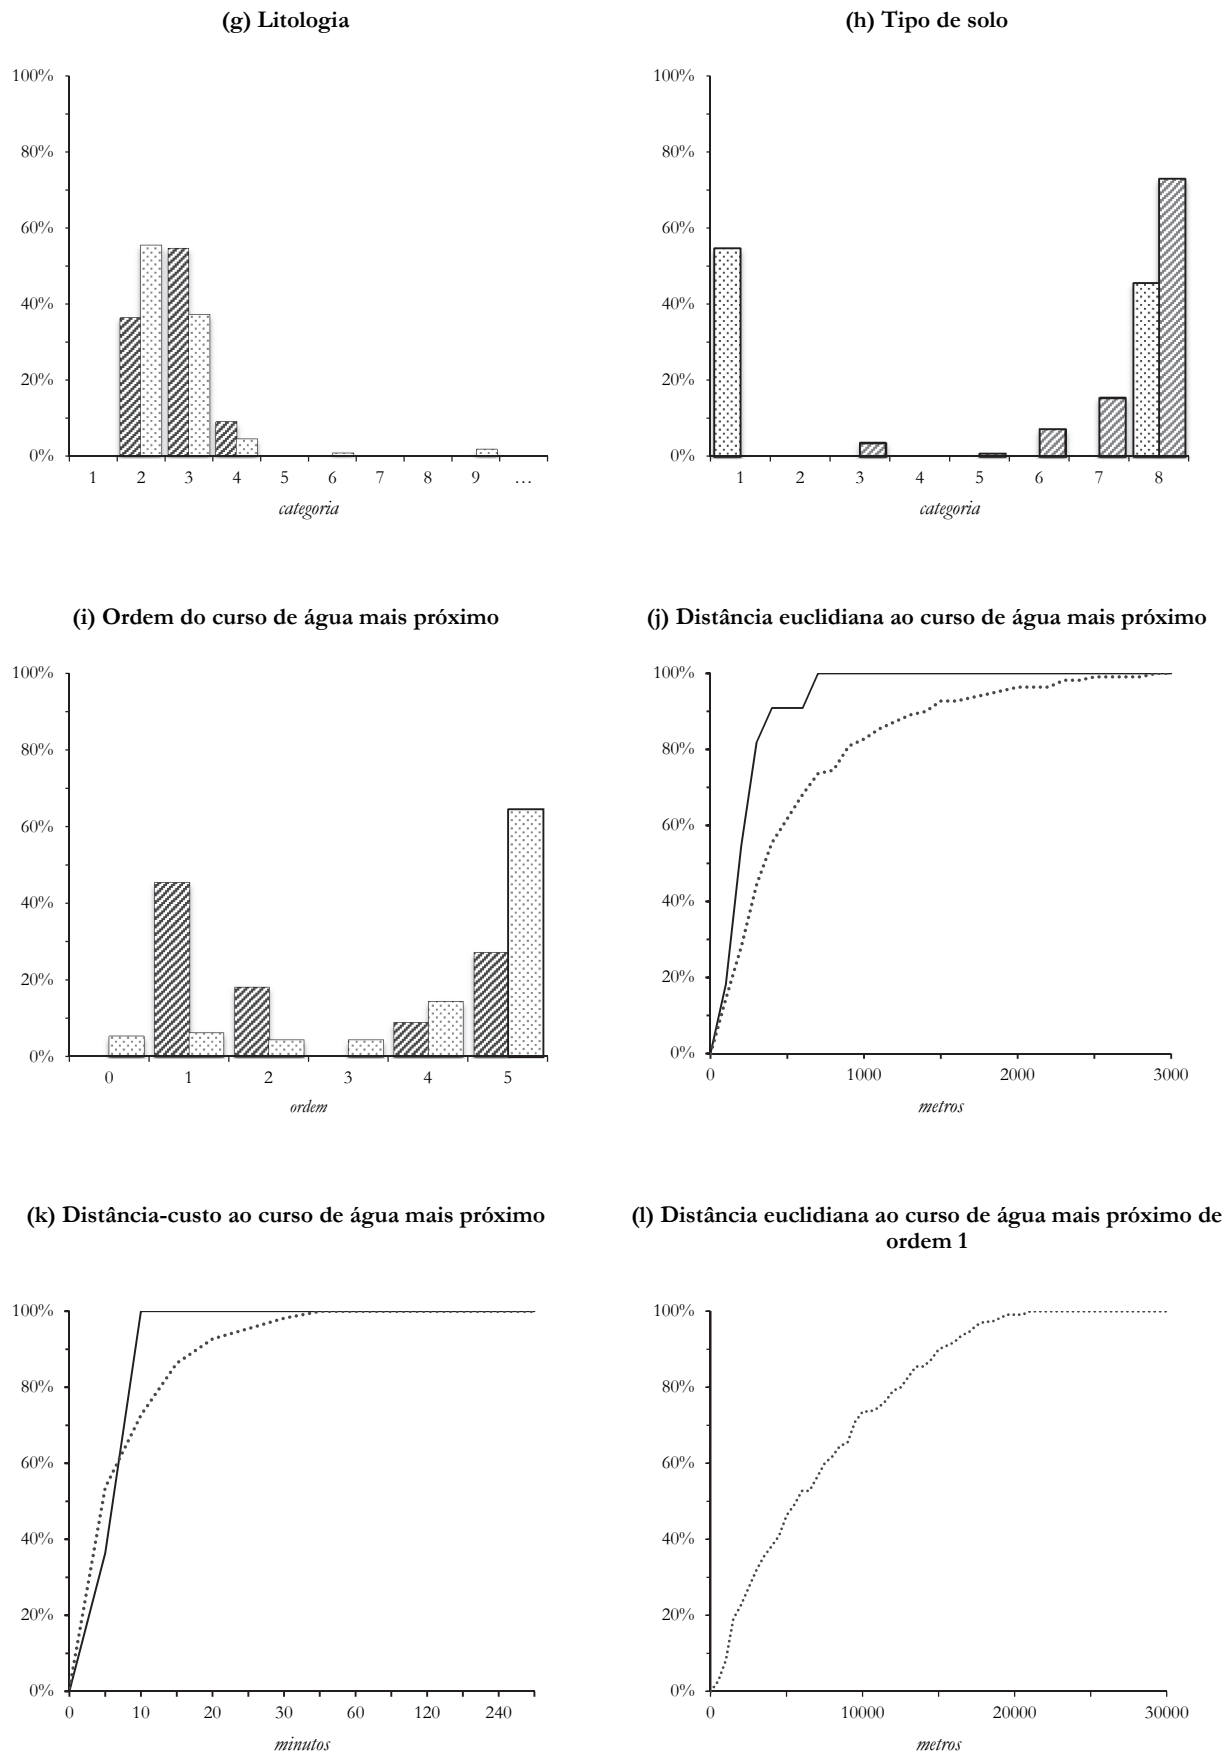 (g) Litologia
100%
80%
60%
40%
20%
0%
1 2 3 4 5 6 7 8 9 …
categoria
(h) Tipo de solo
100%
80%
60%
40%
20%
0%
1 2 3 4 5 6 7 8
categoria
(i) Ordem do curso de água mais próximo
100%
80%
60%
40%
20%
0%
0 1 2 3 4 5
ordem
(j) Distância euclidiana ao curso de água mais próximo
100%
80%
60%
40%
20%
0%
0 1000 2000 3000
metros
(k) Distância-custo ao curso de água mais próximo
100%
80%
60%
40%
20%
0%
0 10 20 30 60 120 240
minutos
(l) Distância euclidiana ao curso de água mais próximo de
ordem 1
100%
80%
60%
40%
20%
0%
0 10000 20000 30000
metros